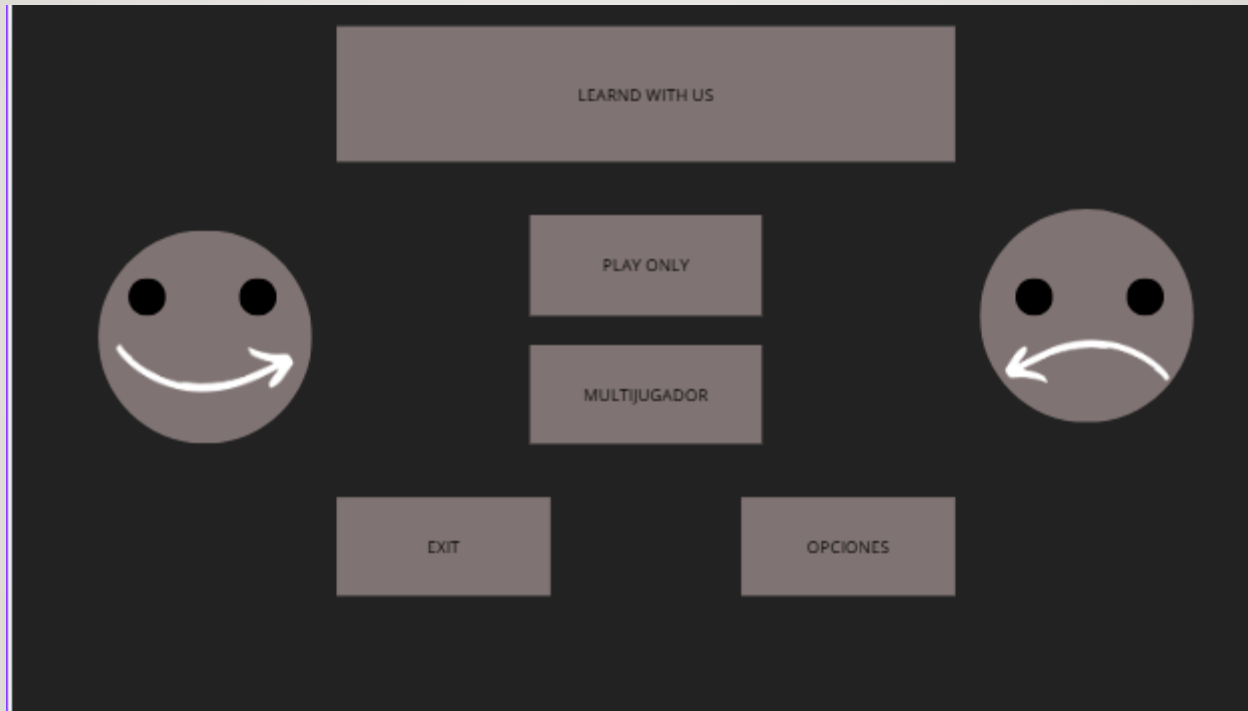 LEARND WITH US
PLAY ONLY
MULTIJUGADOR
EXIT
OPCIONES